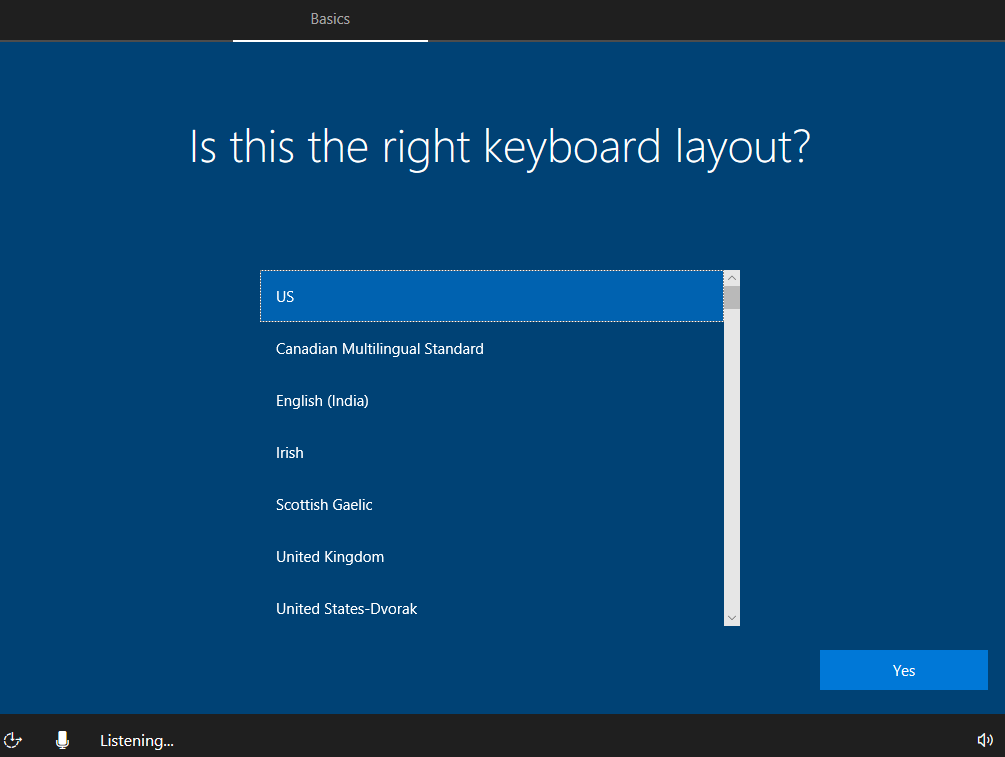 Basics
Is this the right keyboard layout?
US
Canadian Multilingual Standard
English (India)
Irish
Scottish Gaelic
United Kingdom
United States-Dvorak
Yes
Listening...